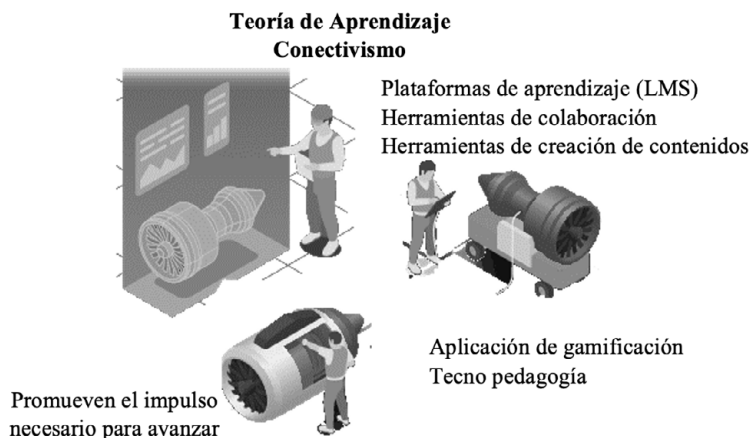 Teoría de Aprendizaje
Conectivismo
Plataformas de aprendizaje (LMS)
Herramientas de colaboración
Herramientas de creación de contenidos
Aplicación de gamificación
Tecno pedagogía
Promueven el impulso
necesario para avanzar